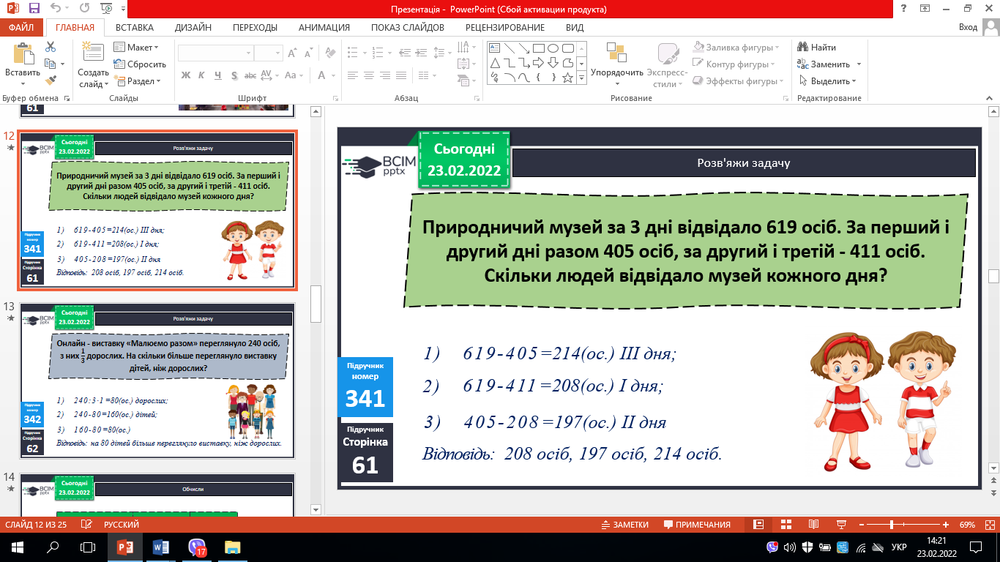 Презентація - PowerPoint (Сбой активации продукта)
ФАЙЛ ГЛАВНАЯ ВСТАВКА ДИЗАЙН ПЕРЕХОДЫ АНИМАЦИЯ ПОКАЗ СЛАЙДОВ РЕЦЕНЗИРОВАНИЕ ВИД Вход
Вставить
Буфер обмена
Создать слайд
Макет
Сбросить
Раздел
Слайды
Ж К Ч S abc AV Aa A
Шрифт
Абзац
Упорядочить
Экспресс-стили
Заливка фигуры
Контур фигуры
Эффекты фигуры
Рисование
Найти
Заменить
Выделить
Редактирование
61
12
Сьогодні
23.02.2022
BCIM
pptx
Розв'яжи задачу
Природничий музей за 3 дні відвідало 619 осіб. За перший і
другий дні разом 405 осіб, за другий і третій - 411 осіб.
Скільки людей відвідало музей кожного дня?
1) 619-405=214(ос.) III дня;
2) 619-411=208(ос.) I дня;
3) 405-208=197(ос.) II дня
Відповідь: 208 осіб, 197 осіб, 214 осіб.
Підручник
номер
341
Підручник
Сторінка
61
13
Сьогодні
23.02.2022
BCIM
pptx
Розв'яжи задачу
Онлайн - виставку «Малюємо разом» переглянуло 240 осіб,
з них 1/3 дорослих. На скільки більше переглянуло виставку
дітей, ніж дорослих?
1) 240:3·1=80(ос.) дорослих;
2) 240-80=160(ос.) дітей;
3) 160-80=80(ос.)
Відповідь: на 80 дітей більше переглянуло виставку, ніж дорослих.
Підручник
номер
342
Підручник
Сторінка
62
14
Сьогодні
23.02.2022
BCIM
pptx
Обчисли
Сьогодні
23.02.2022
BCIM
pptx
Розв'яжи задачу
Природничий музей за 3 дні відвідало 619 осіб. За перший і
другий дні разом 405 осіб, за другий і третій - 411 осіб.
Скільки людей відвідало музей кожного дня?
1) 619-405=214(ос.) III дня;
2) 619-411=208(ос.) I дня;
3) 405-208=197(ос.) II дня
Відповідь: 208 осіб, 197 осіб, 214 осіб.
Підручник
номер
341
Підручник
Сторінка
61
СЛАЙД 12 ИЗ 25 РУССКИЙ ЗАМЕТКИ ПРИМЕЧАНИЯ 69%
17 УКР 14:21
23.02.2022